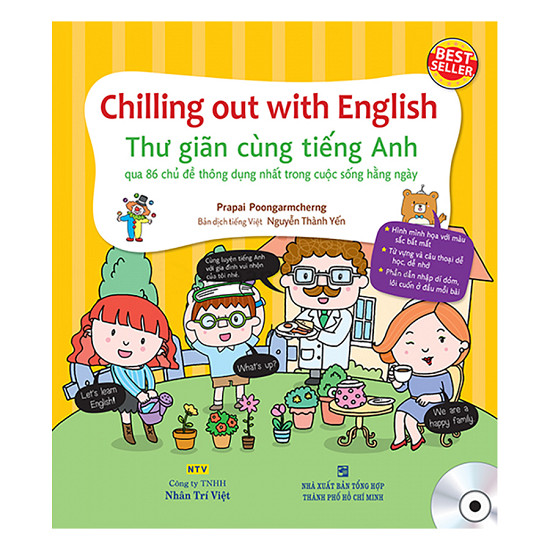 BEST
SELLER
Chilling out with English
Thư giãn cùng tiếng Anh
qua 86 chủ đề thông dụng nhất trong cuộc sống hằng ngày
Prapai Poongarmcherng
Bản dịch tiếng Việt Nguyễn Thành Yến
Hình minh họa với màu
sắc bắt mắt
Từ vựng và câu thoại dễ
học, dễ nhớ
Phần dẫn nhập dí dỏm,
lôi cuốn ở đầu mỗi bài
Cùng luyện tiếng Anh
với gia đình vui nhộn
của tôi nhé.
What's up?
Let's learn
English!
We are a
happy family.
NTV
Công ty TNHH
Nhân Trí Việt
NHÀ XUẤT BẢN TỔNG HỢP
THÀNH PHỐ HỒ CHÍ MINH